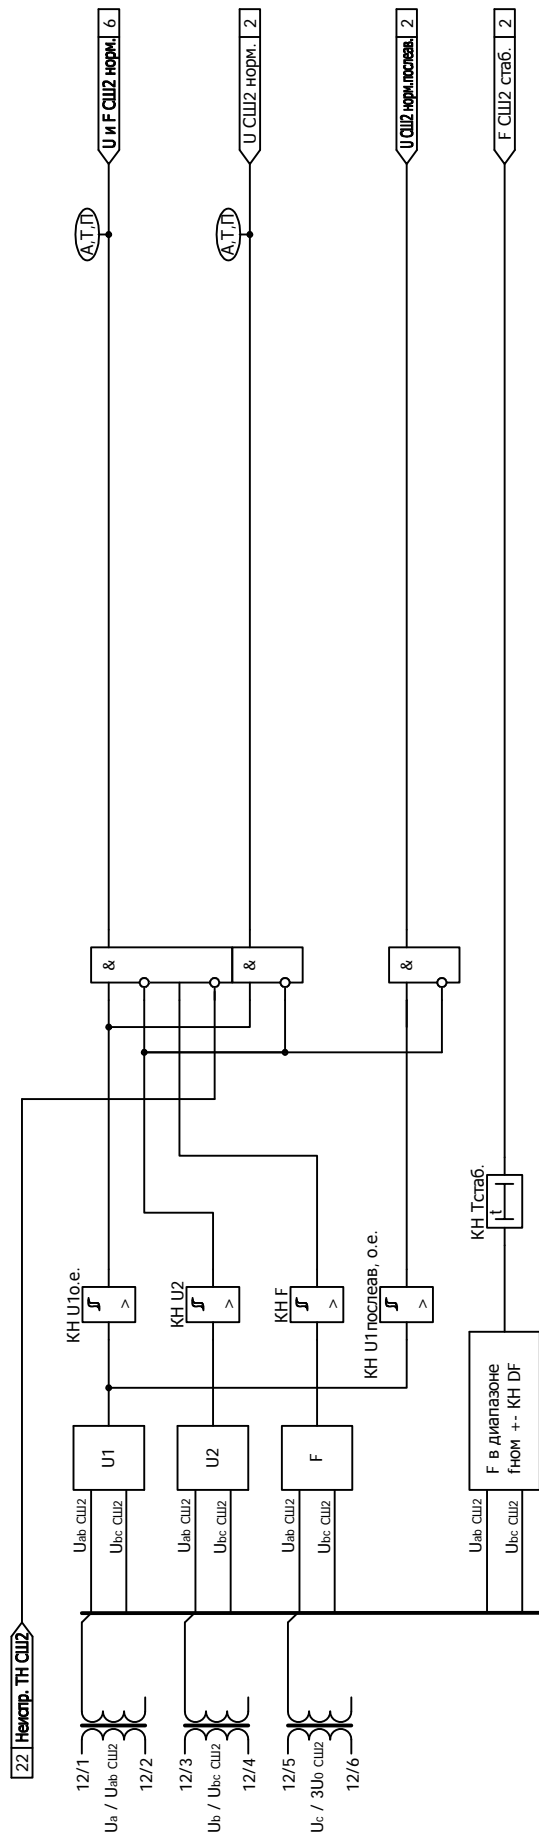 22 Неиспр. ТН СШ2
12/1
Ua / Uab СШ2
12/2
12/3
Ub / Ubc СШ2
12/4
12/5
Uc / 3U0 СШ2
12/6
Uab СШ2
Ubc СШ2
U1
Uab СШ2
Ubc СШ2
U2
Uab СШ2
Ubc СШ2
F
Uab СШ2
Ubc СШ2
F в диапазоне
fном +- КН DF
КН U1о.е.
>
КН U2
>
КН F
>
КН U1послеав, о.е.
>
КН Тстаб.
t
&
&
&
А,Т,П
А,Т,П
U и F СШ2 норм. 6
U СШ2 норм. 2
U СШ2 норм.послеав. 2
F СШ2 стаб. 2